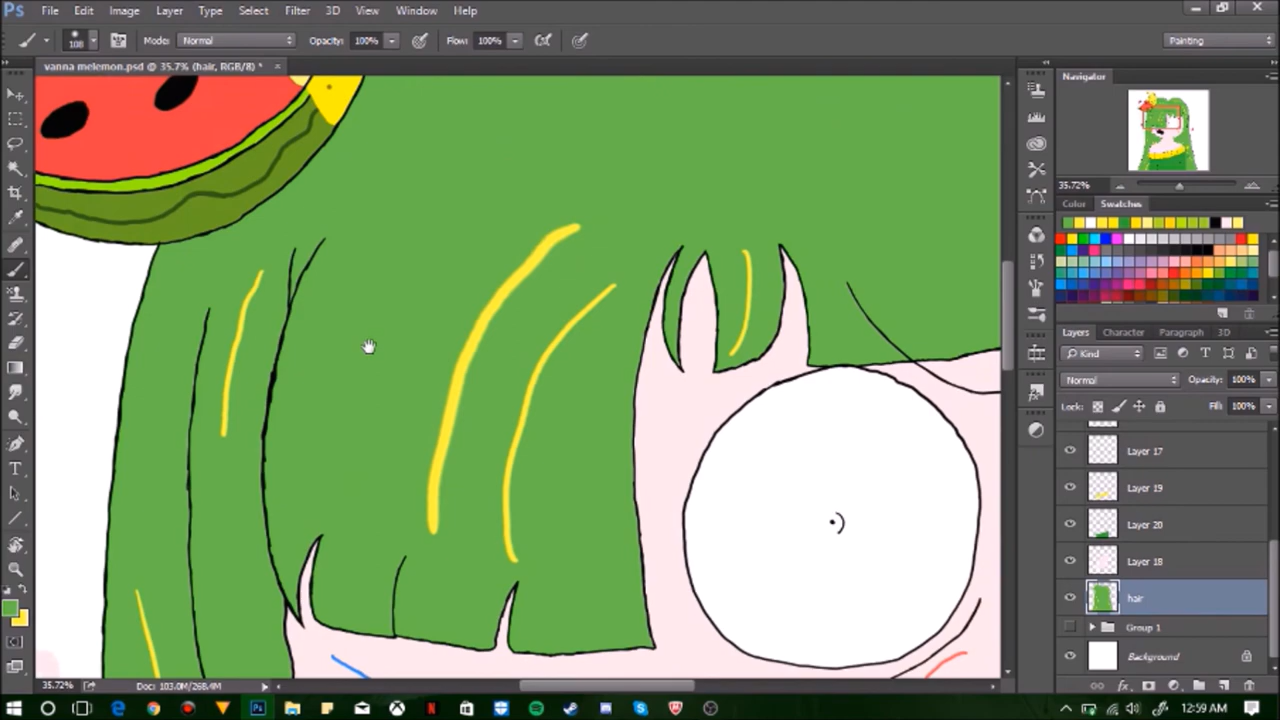 Ps File Edit Image Layer Type Select Filter 3D View Window Help
108 Mode: Normal Opacity: 100% Flow: 100% Painting
vanna melemon.psd @ 35.7% (hair, RGB/8) * ×
Navigator
35.72%
Color Swatches
Layers Character Paragraph 3D
Kind
Normal Opacity: 100%
Lock: Fill: 100%
Layer 17
Layer 19
Layer 20
Layer 18
hair
Group 1
Background
35.72% Doc: 103.0M/268.4M
12:59 AM